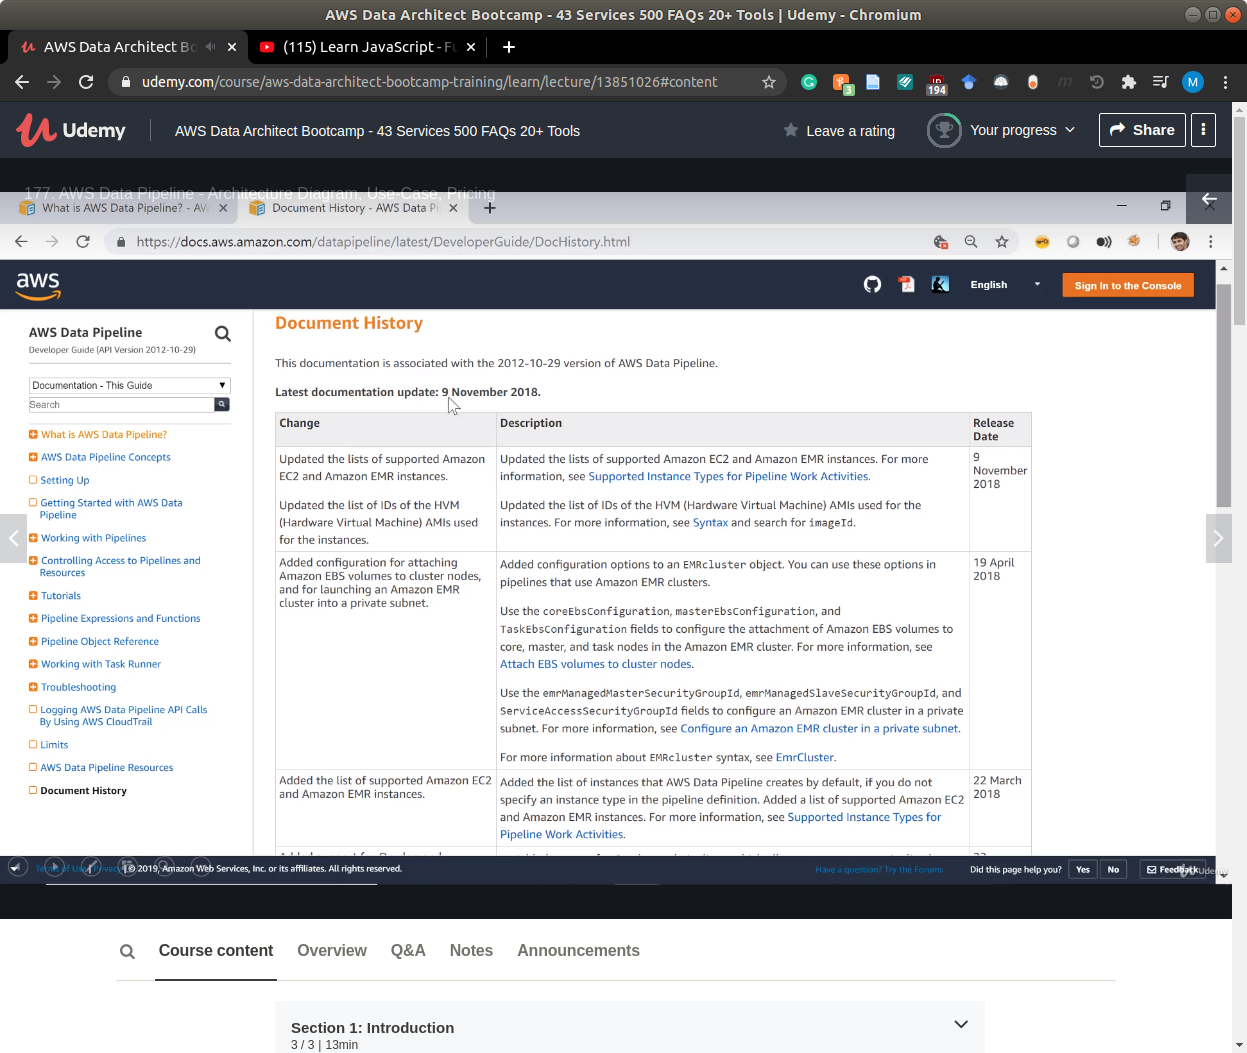 AWS Data Architect Bootcamp - 43 Services 500 FAQs 20+ Tools | Udemy - Chromium
AWS Data Architect Bo
(115) Learn JavaScript - Fu
udemy.com/course/aws-data-architect-bootcamp-training/learn/lecture/13851026#content
3
194
M
Udemy
AWS Data Architect Bootcamp - 43 Services 500 FAQs 20+ Tools
Leave a rating
Your progress
Share
177. AWS Data Pipeline - Architecture Diagram, Use-Case, Pricing
What is AWS Data Pipeline? - AW
Document History - AWS Data Pi
https://docs.aws.amazon.com/datapipeline/latest/DeveloperGuide/DocHistory.html
aws
English
Sign In to the Console
AWS Data Pipeline
Developer Guide (API Version 2012-10-29)
Documentation - This Guide
Search
What is AWS Data Pipeline?
AWS Data Pipeline Concepts
Setting Up
Getting Started with AWS Data
Pipeline
Working with Pipelines
Controlling Access to Pipelines and
Resources
Tutorials
Pipeline Expressions and Functions
Pipeline Object Reference
Working with Task Runner
Troubleshooting
Logging AWS Data Pipeline API Calls
By Using AWS CloudTrail
Limits
AWS Data Pipeline Resources
Document History
Document History
This documentation is associated with the 2012-10-29 version of AWS Data Pipeline.
Latest documentation update: 9 November 2018.
Change
Description
Release
Date
Updated the lists of supported Amazon
EC2 and Amazon EMR instances.
Updated the list of IDs of the HVM
(Hardware Virtual Machine) AMIs used
for the instances.
Updated the lists of supported Amazon EC2 and Amazon EMR instances. For more
information, see Supported Instance Types for Pipeline Work Activities.
Updated the list of IDs of the HVM (Hardware Virtual Machine) AMIs used for the
instances. For more information, see Syntax and search for imageId.
9
November
2018
Added configuration for attaching
Amazon EBS volumes to cluster nodes,
and for launching an Amazon EMR
cluster into a private subnet.
Added configuration options to an EMRcluster object. You can use these options in
pipelines that use Amazon EMR clusters.
Use the coreEbsConfiguration, masterEbsConfiguration, and
TaskEbsConfiguration fields to configure the attachment of Amazon EBS volumes to
core, master, and task nodes in the Amazon EMR cluster. For more information, see
Attach EBS volumes to cluster nodes.
Use the emrManagedMasterSecurityGroupId, emrManagedSlaveSecurityGroupId, and
ServiceAccessSecurityGroupId fields to configure an Amazon EMR cluster in a private
subnet. For more information, see Configure an Amazon EMR cluster in a private subnet.
For more information about EMRcluster syntax, see EmrCluster.
19 April
2018
Added the list of supported Amazon EC2
and Amazon EMR instances.
Added the list of instances that AWS Data Pipeline creates by default, if you do not
specify an instance type in the pipeline definition. Added a list of supported Amazon EC2
and Amazon EMR instances. For more information, see Supported Instance Types for
Pipeline Work Activities.
22 March
2018
Terms of Use | Privacy | © 2019, Amazon Web Services, Inc. or its affiliates. All rights reserved.
Have a question? Try the Forums
Did this page help you?
Yes
No
Feedback
Udemy
Course content
Overview
Q&A
Notes
Announcements
Section 1: Introduction
3 / 3 | 13min